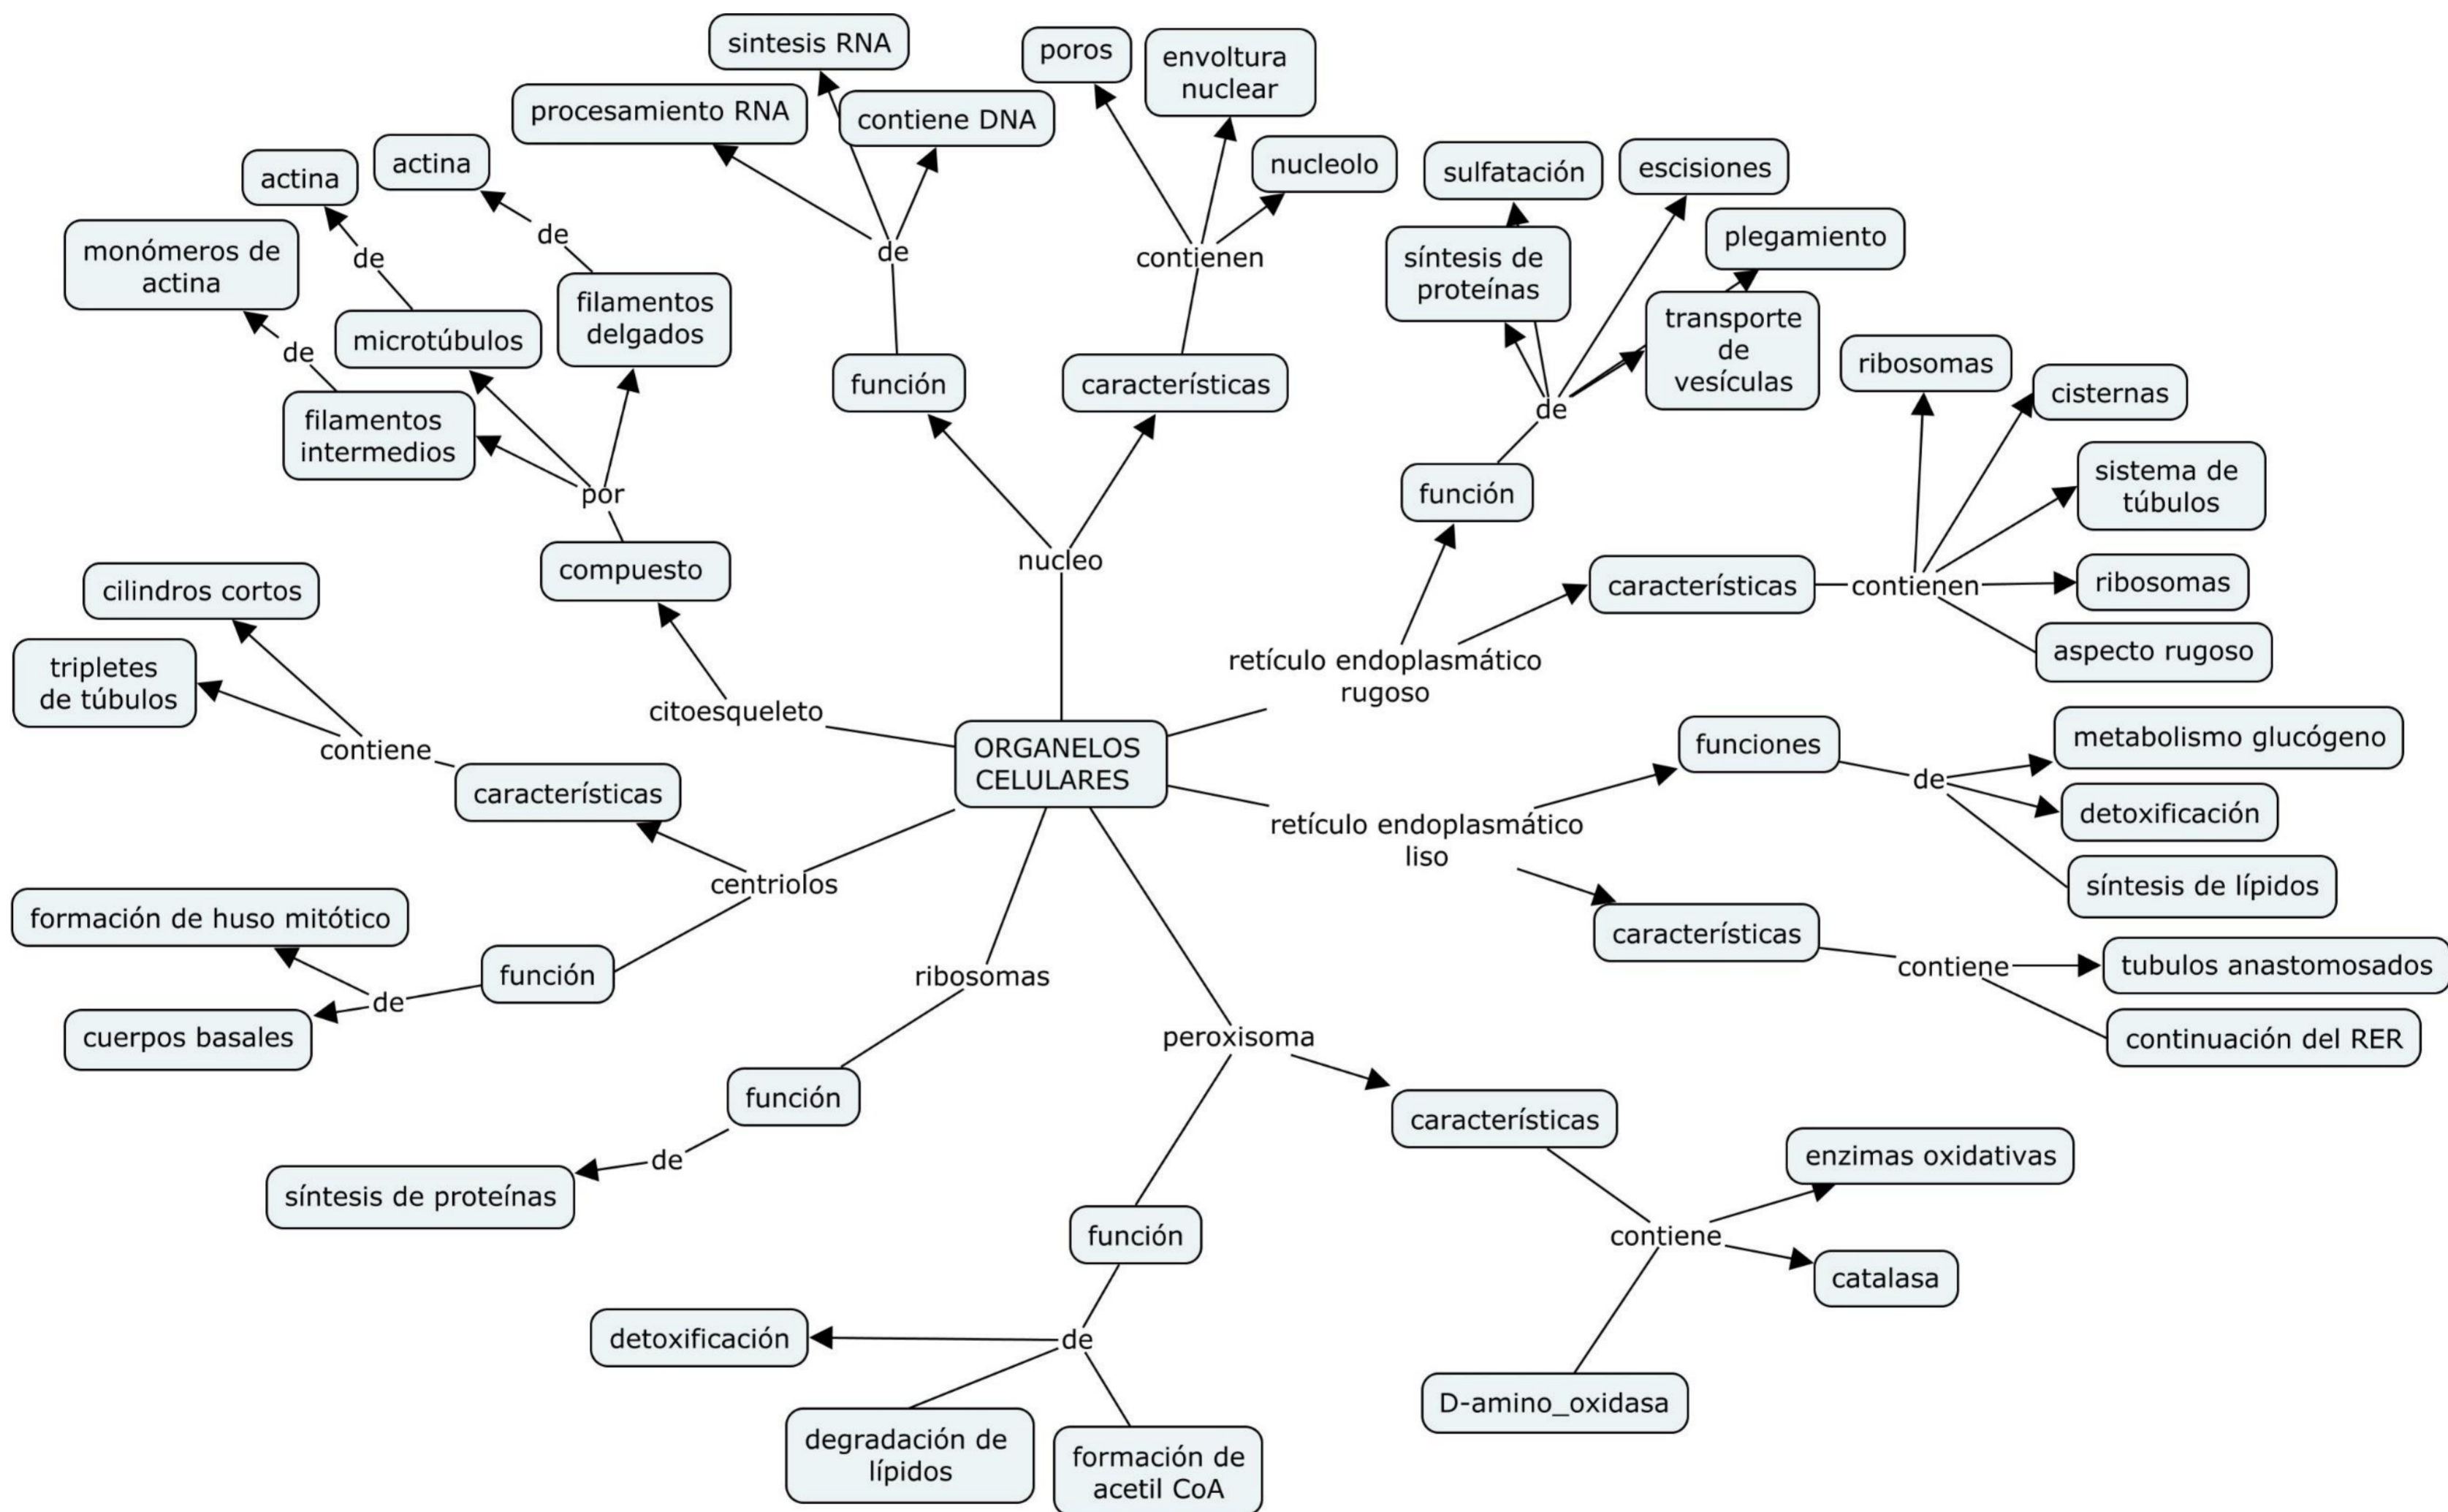 sintesis RNA
poros
envoltura
nuclear
procesamiento RNA
contiene DNA
actina
actina
nucleolo
sulfatación
escisiones
monómeros de
actina
de
de
de
contienen
síntesis de
proteínas
plegamiento
microtúbulos
filamentos
delgados
transporte
de
vesículas
de
función
características
de
ribosomas
cisternas
filamentos
intermedios
por
función
sistema de
túbulos
compuesto
nucleo
cilindros cortos
características
contienen
ribosomas
tripletes
de túbulos
retículo endoplasmático
rugoso
aspecto rugoso
citoesqueleto
contiene
ORGANELOS
CELULARES
funciones
de
metabolismo glucógeno
características
retículo endoplasmático
liso
detoxificación
centriolos
síntesis de lípidos
formación de huso mitótico
características
función
de
ribosomas
contiene
tubulos anastomosados
cuerpos basales
peroxisoma
continuación del RER
función
características
de
síntesis de proteínas
enzimas oxidativas
función
contiene
catalasa
detoxificación
de
D-amino_oxidasa
degradación de
lípidos
formación de
acetil CoA